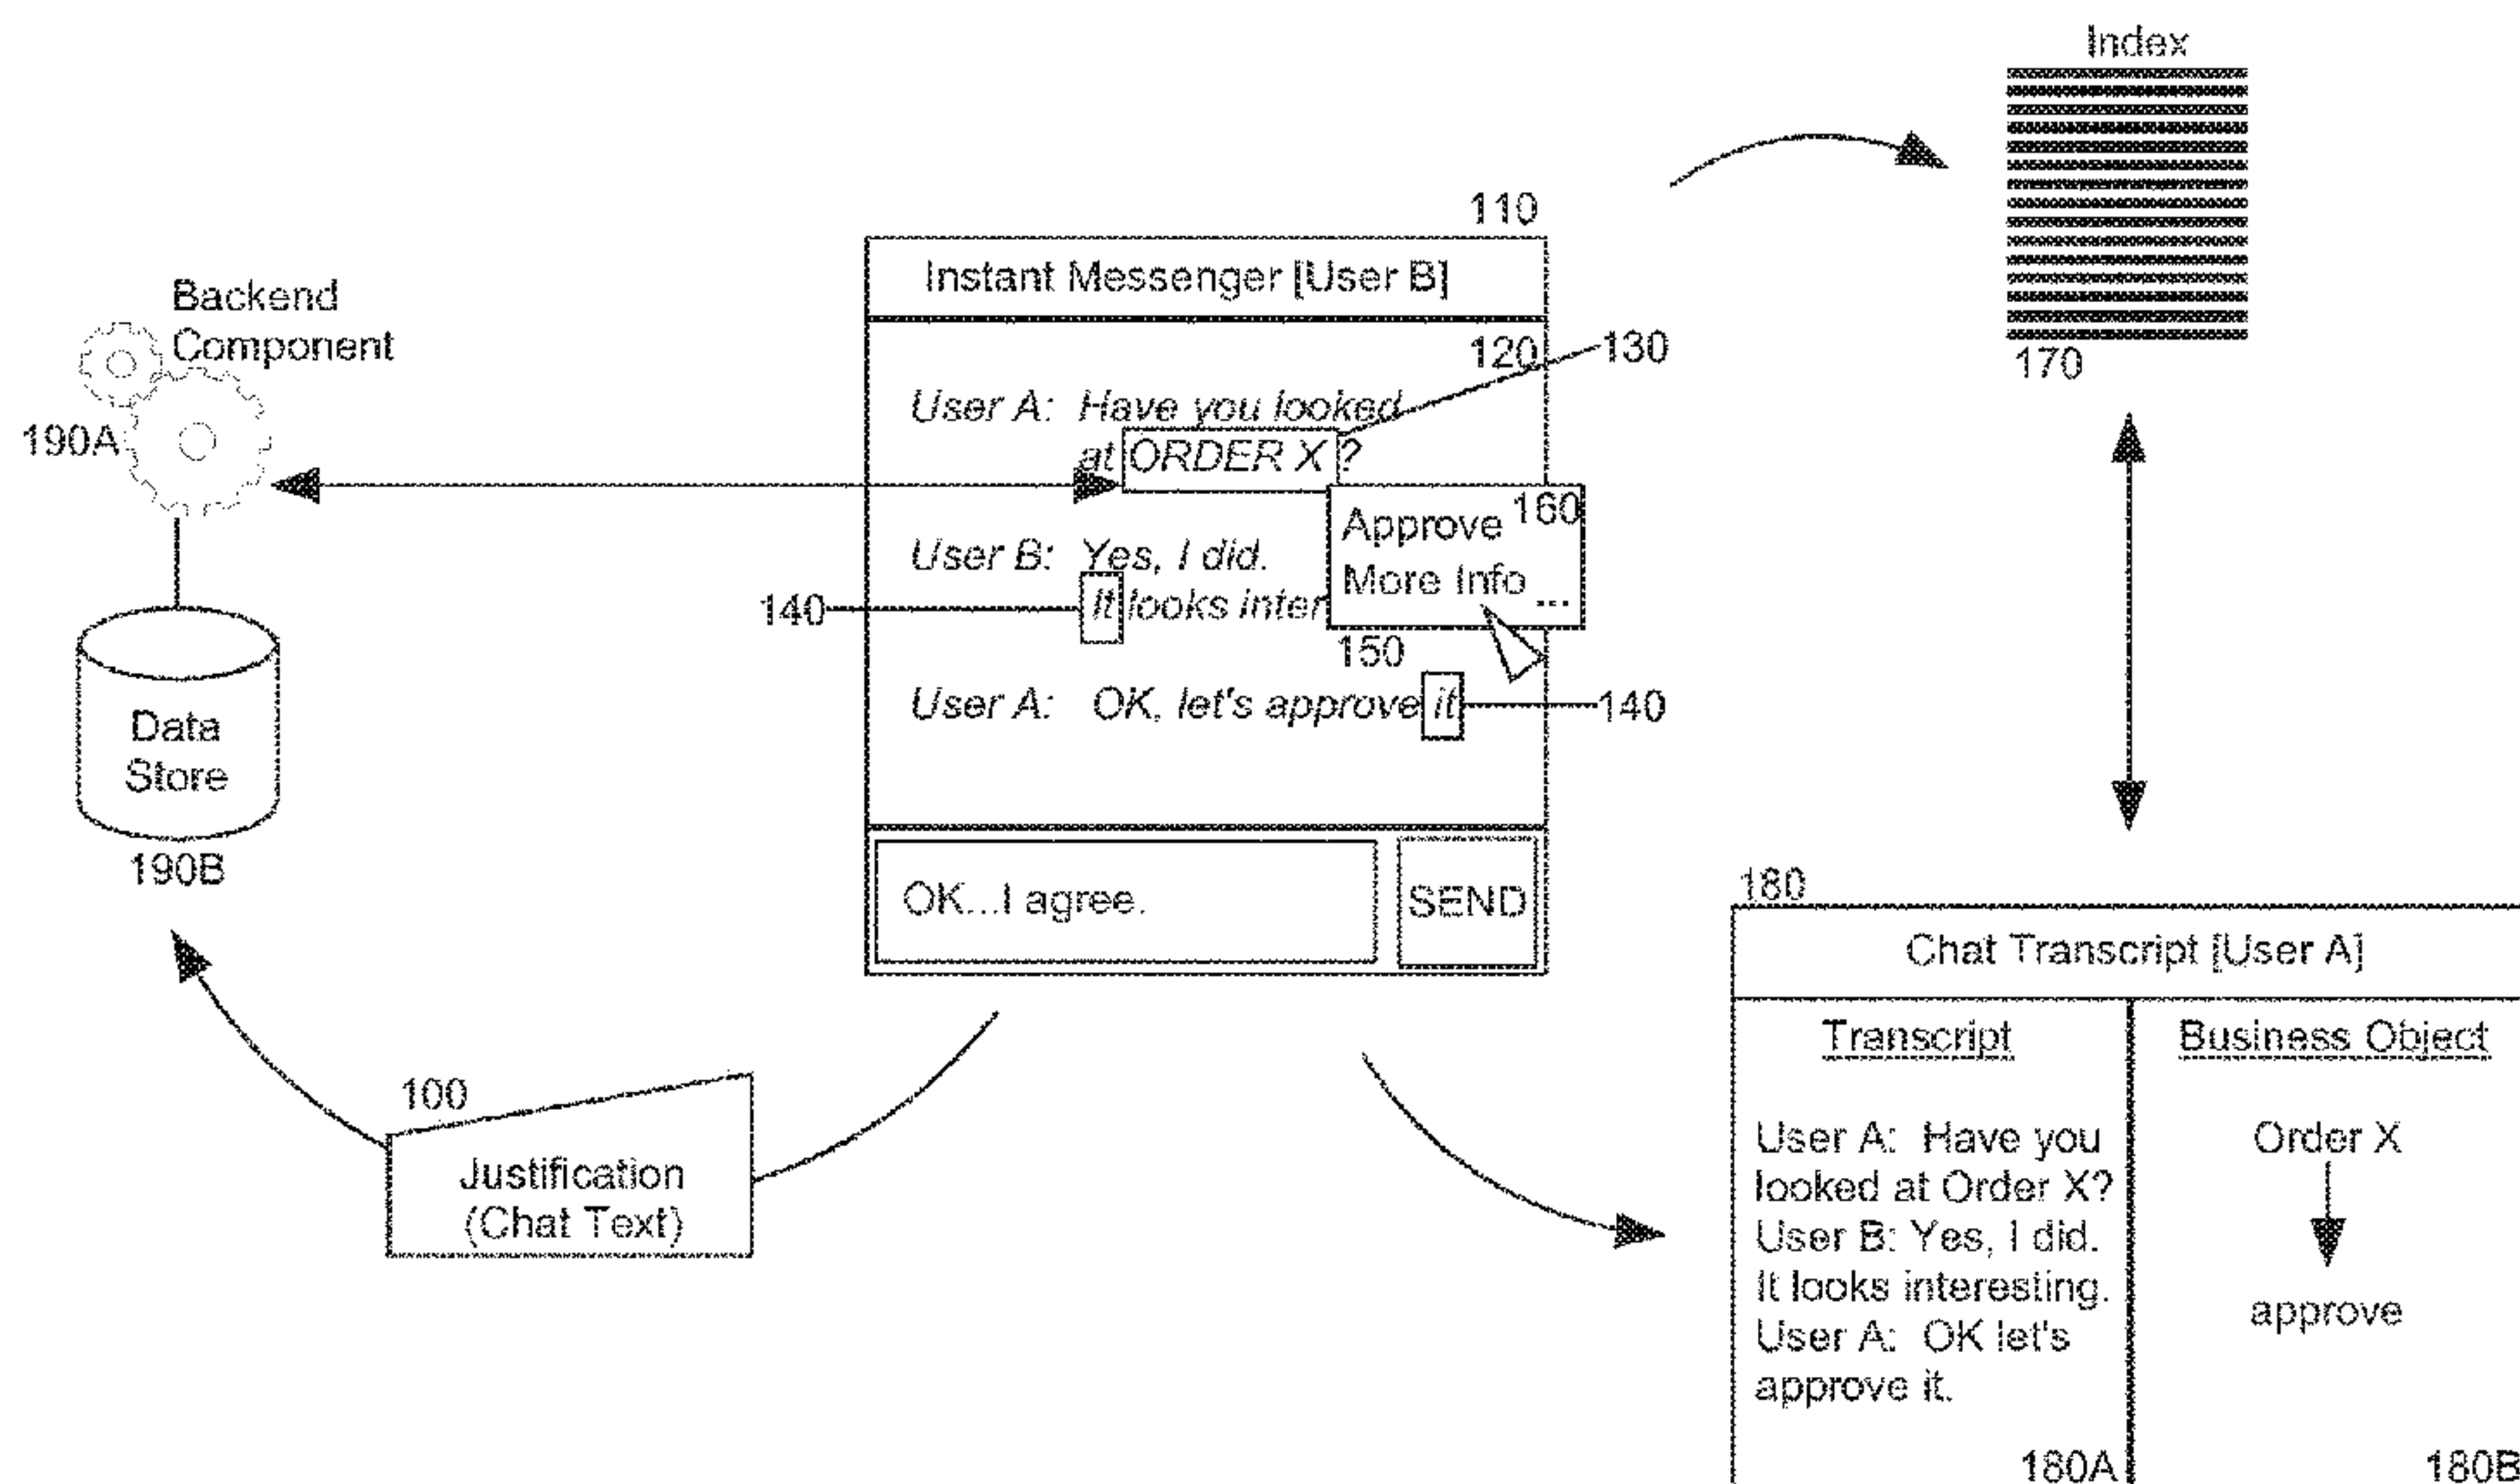 Index
170
110
Instant Messenger [User B]
Backend
Component
190A
120
130
User A: Have you looked
at ORDER X ?
160
Approve
More Info ...
150
User B: Yes, I did.
It looks inter
140
User A: OK, let's approve it
140
Data
Store
190B
OK...I agree.
SEND
100
Justification
(Chat Text)
180
Chat Transcript [User A]
Transcript
User A: Have you
looked at Order X?
User B: Yes, I did.
It looks interesting.
User A: OK let's
approve it.
180A
Business Object
Order X
approve
180B